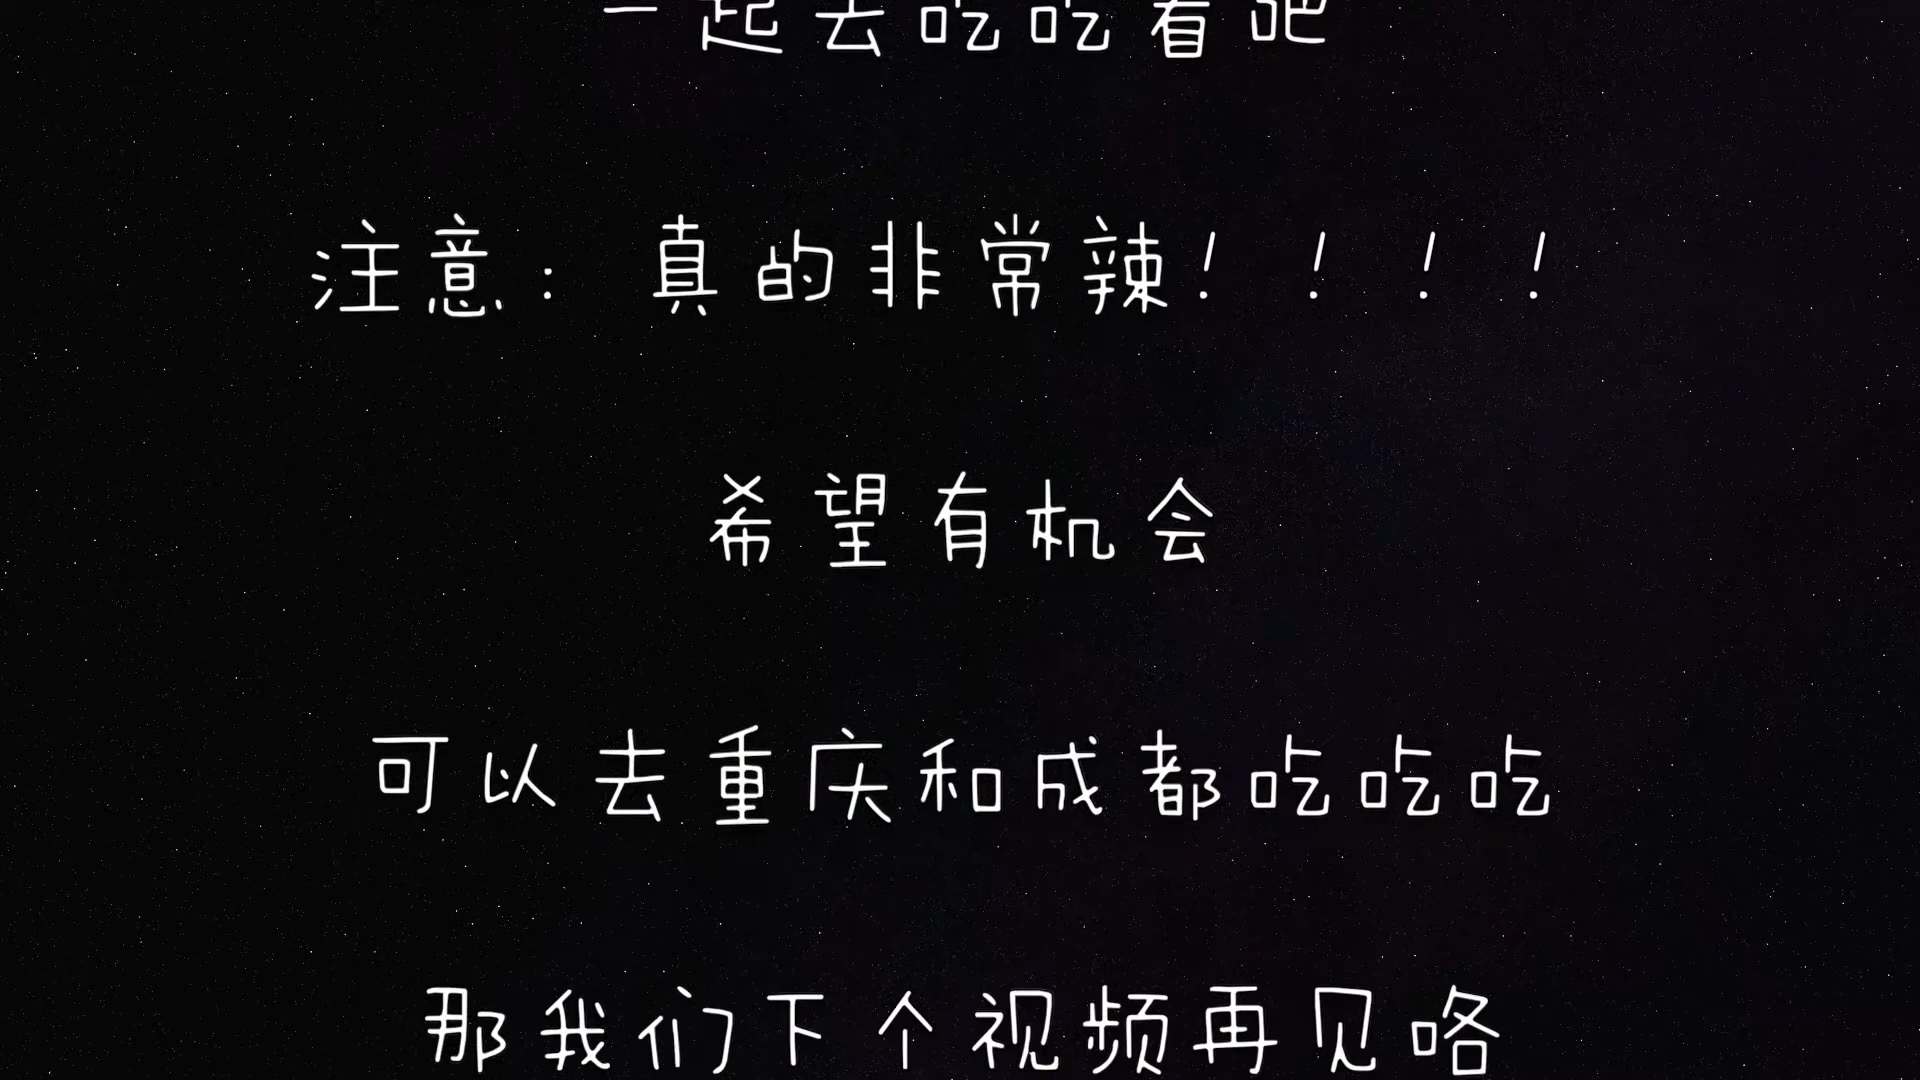 一起去吃吃看吧
注意：真的非常辣！！！！
希望有机会
可以去重庆和成都吃吃吃
那我们下个视频再见咯